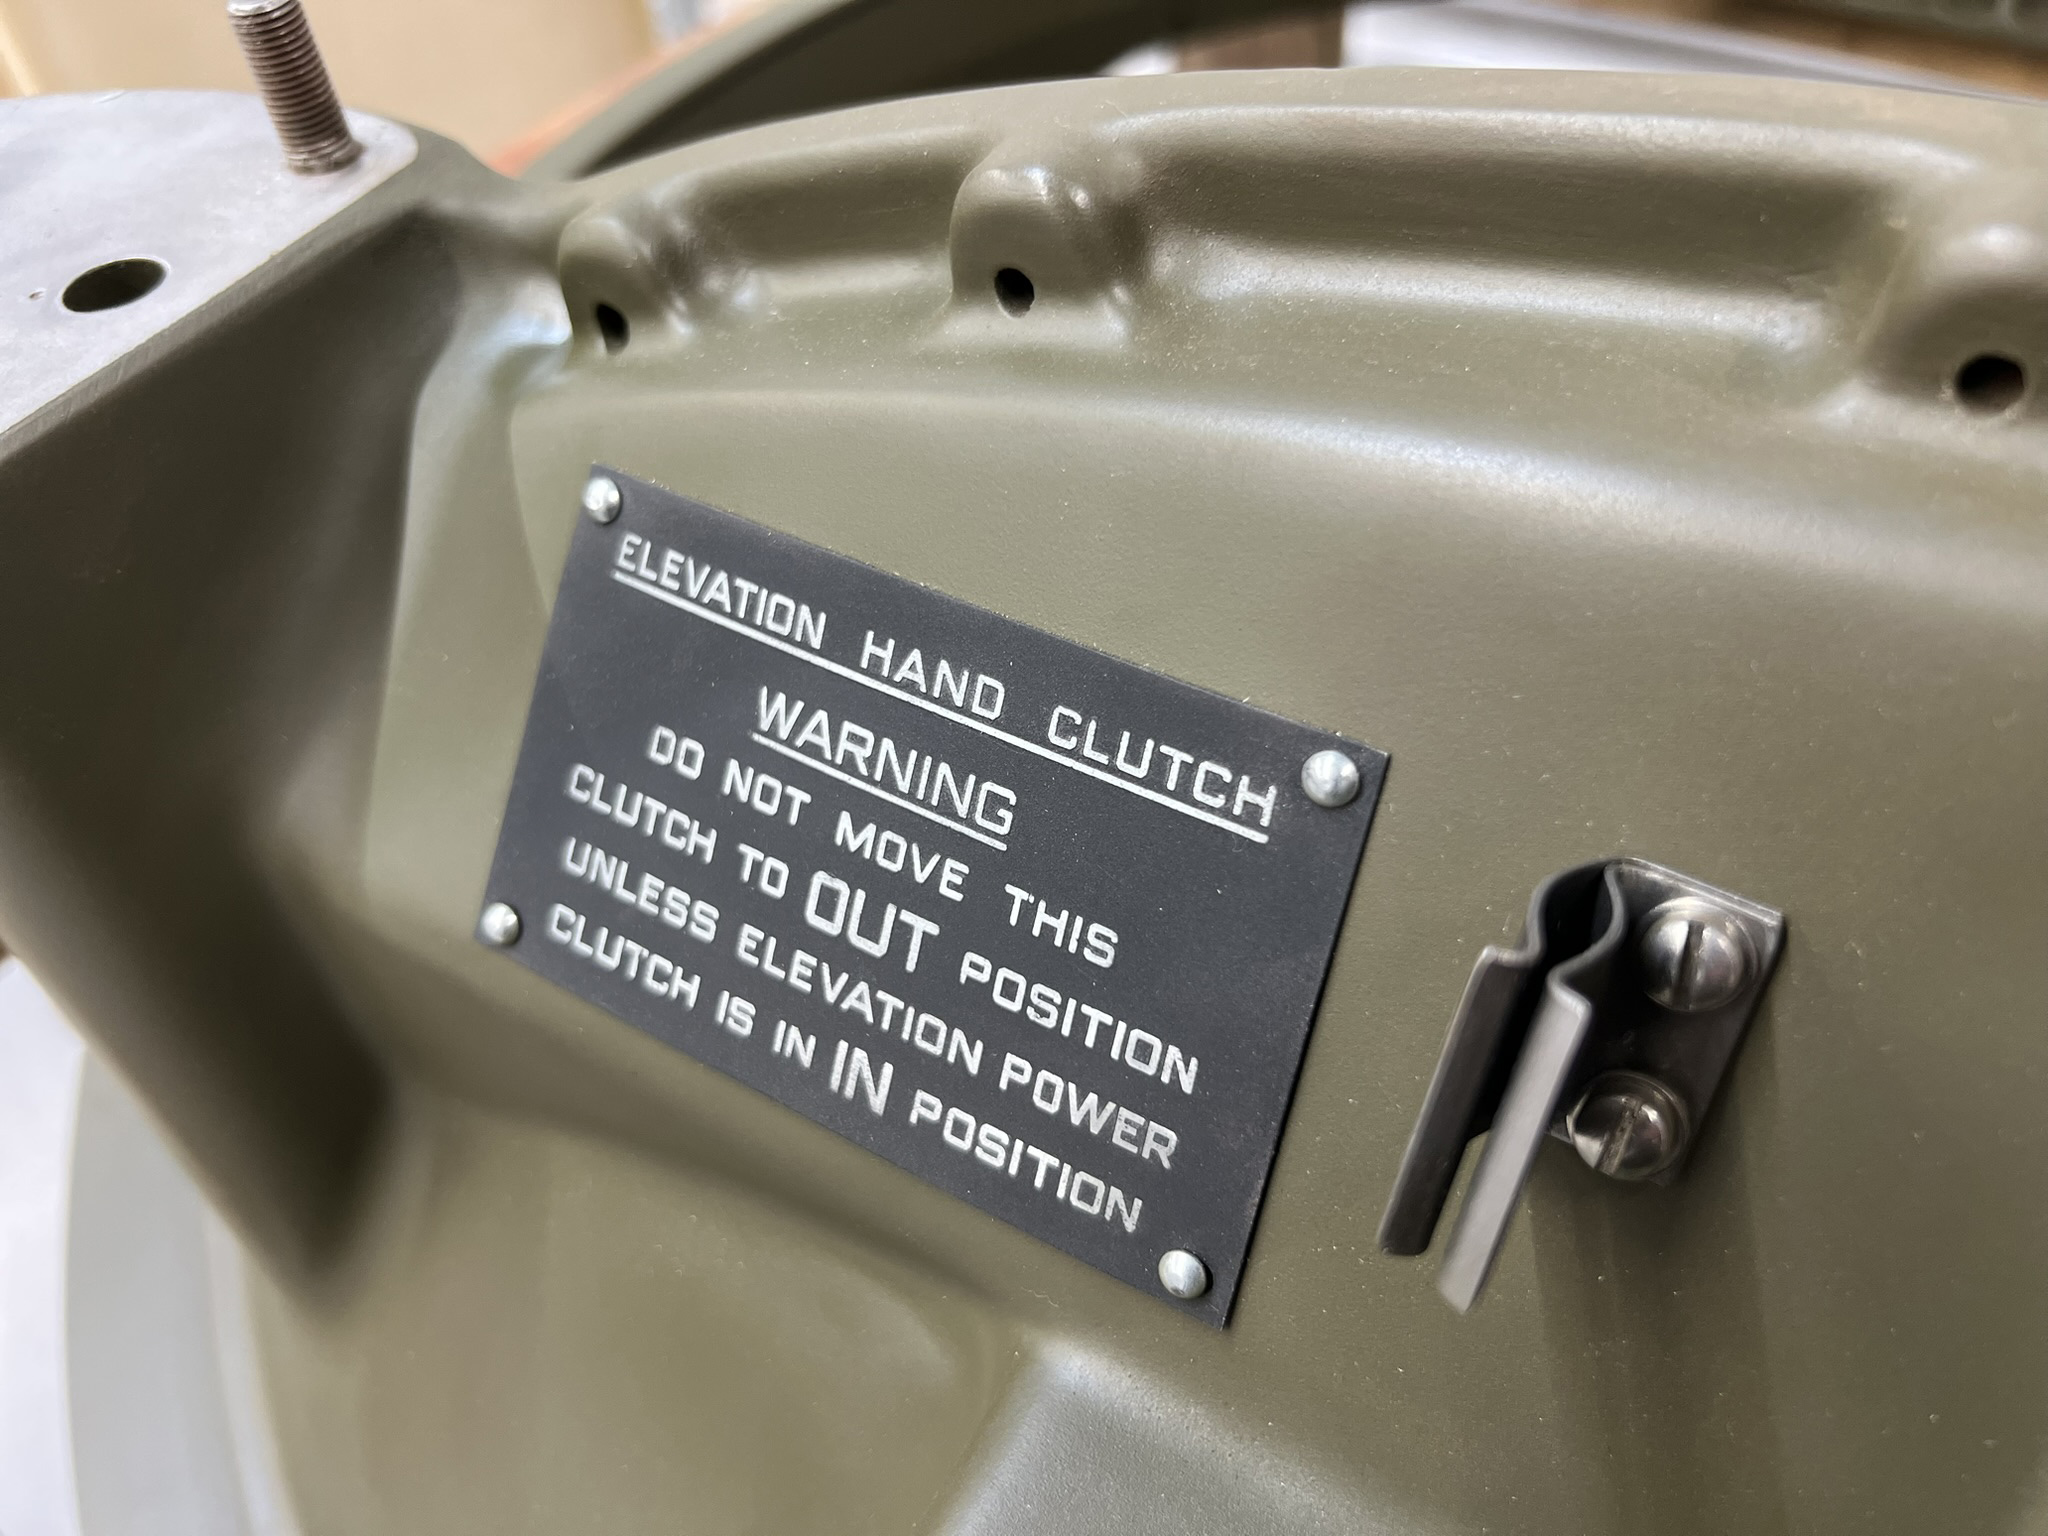 ELEVATION HAND CLUTCH
WARNING
DO NOT MOVE THIS
CLUTCH TO OUT POSITION
UNLESS ELEVATION POWER
CLUTCH IS IN IN POSITION